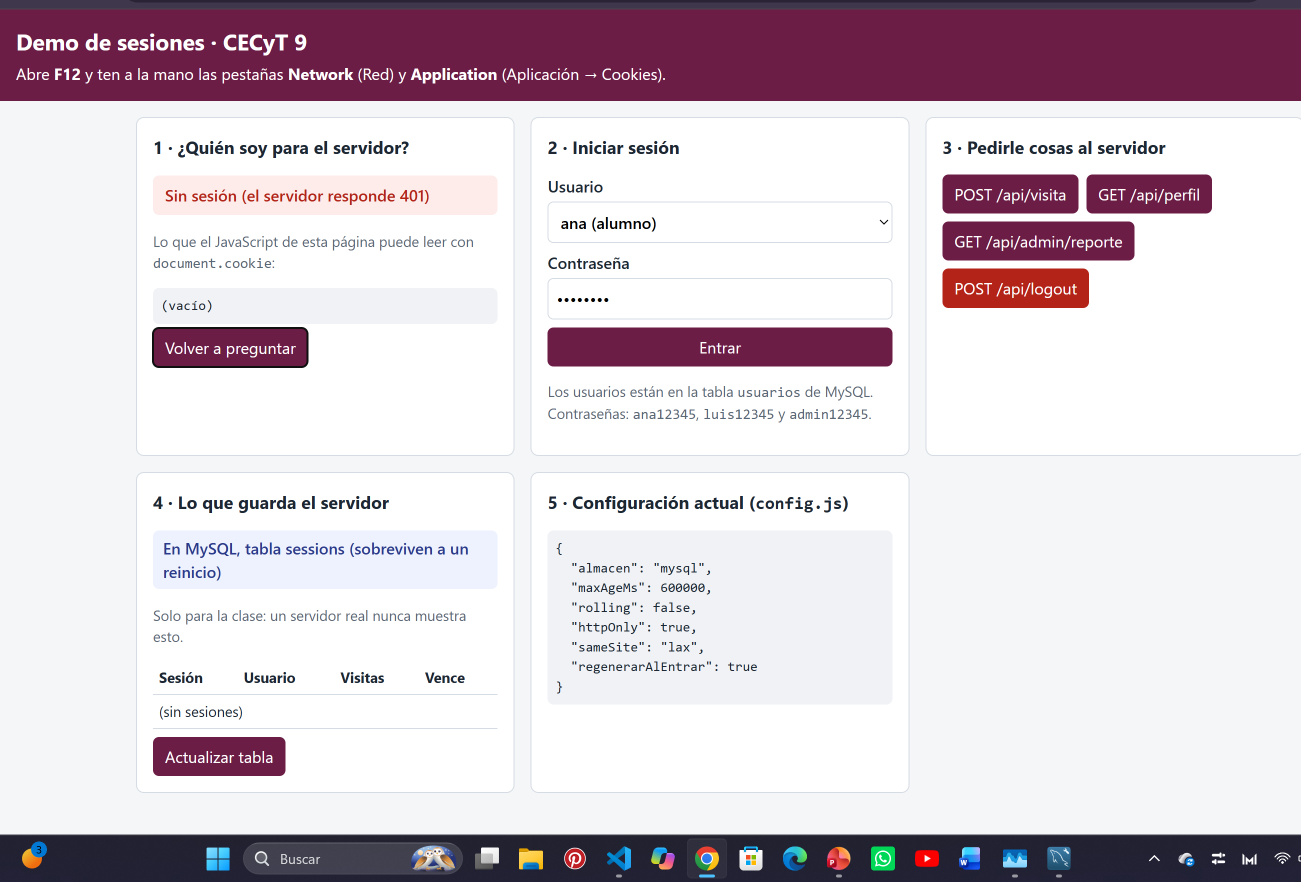 Demo de sesiones · CECyT 9
Abre F12 y ten a la mano las pestañas Network (Red) y Application (Aplicación → Cookies).
1 · ¿Quién soy para el servidor?
Sin sesión (el servidor responde 401)
Lo que el JavaScript de esta página puede leer con
document.cookie:
(vacío)
Volver a preguntar
2 · Iniciar sesión
Usuario
ana (alumno)
Contraseña
••••••••
Entrar
Los usuarios están en la tabla usuarios de MySQL.
Contraseñas: ana12345, luis12345 y admin12345.
3 · Pedirle cosas al servidor
POST /api/visita
GET /api/perfil
GET /api/admin/reporte
POST /api/logout
4 · Lo que guarda el servidor
En MySQL, tabla sessions (sobreviven a un
reinicio)
Solo para la clase: un servidor real nunca muestra
esto.
Sesión Usuario Visitas Vence
(sin sesiones)
Actualizar tabla
5 · Configuración actual (config.js)
{
"almacen": "mysql",
"maxAgeMs": 600000,
"rolling": false,
"httpOnly": true,
"sameSite": "lax",
"regenerarAlEntrar": true
}
3
Buscar